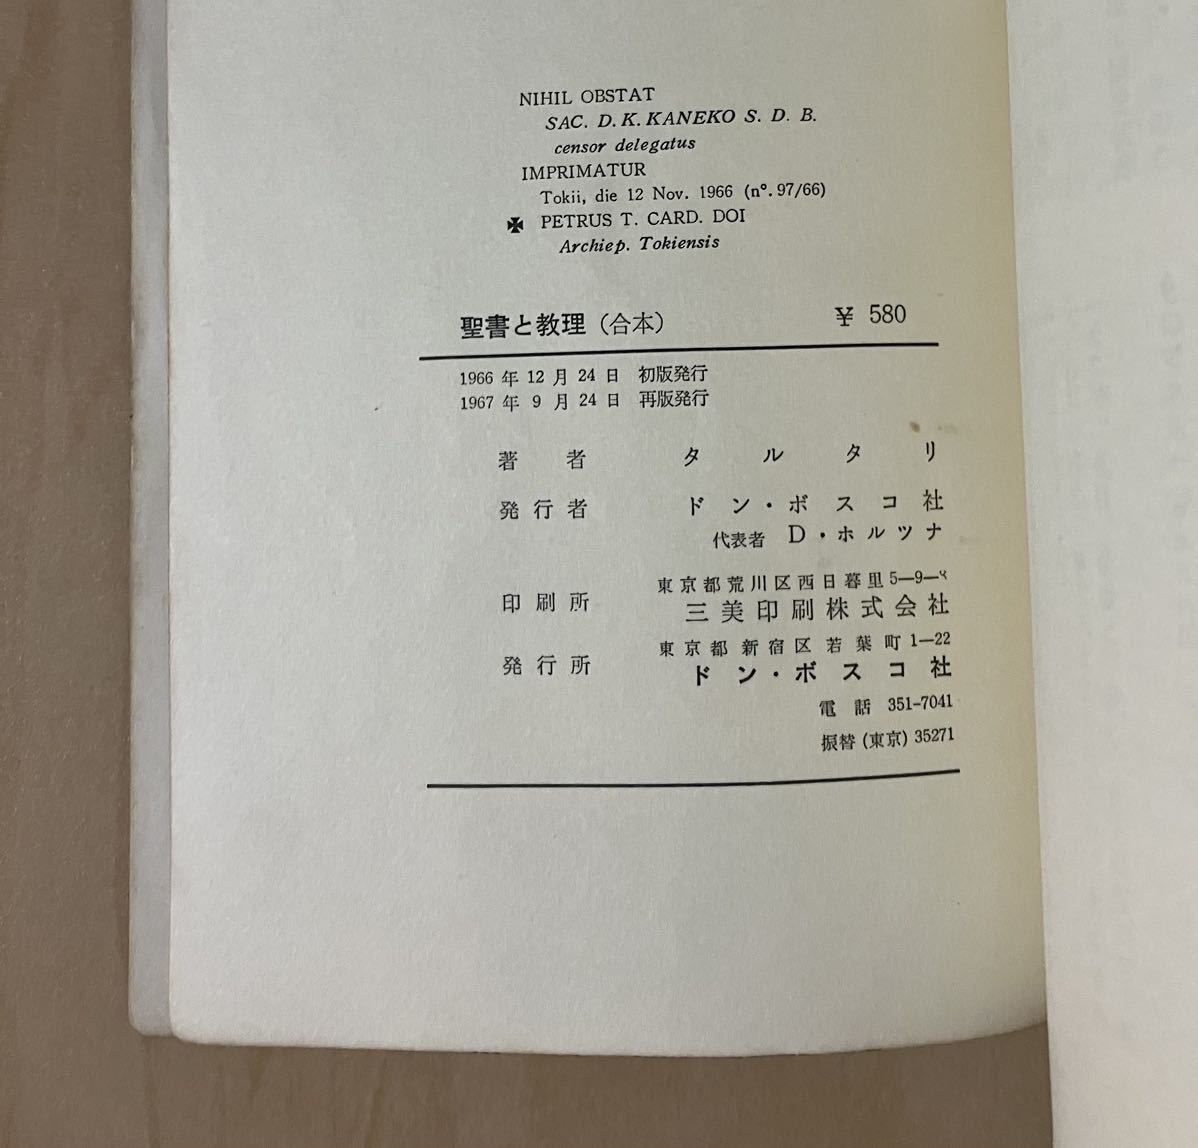 NIHIL OBSTAT
SAC. D. K. KANEKO S. D. B.
censor delegatus
IMPRIMATUR
Tokii, die 12 Nov. 1966 (n°. 97/66)
✠ PETRUS T. CARD. DOI
Archiep. Tokiensis
聖書と教理（合本） ￥ 580
1966 年 12 月 24 日 初版発行
1967 年 9 月 24 日 再版発行
著者 タルタリ
発行者 ドン・ボスコ社
代表者 D・ホルツナ
東京都荒川区西日暮里 5—9—8
印刷所 三美印刷株式会社
東京都新宿区若葉町 1—22
発行所 ドン・ボスコ社
電話 351-7041
振替（東京）35271